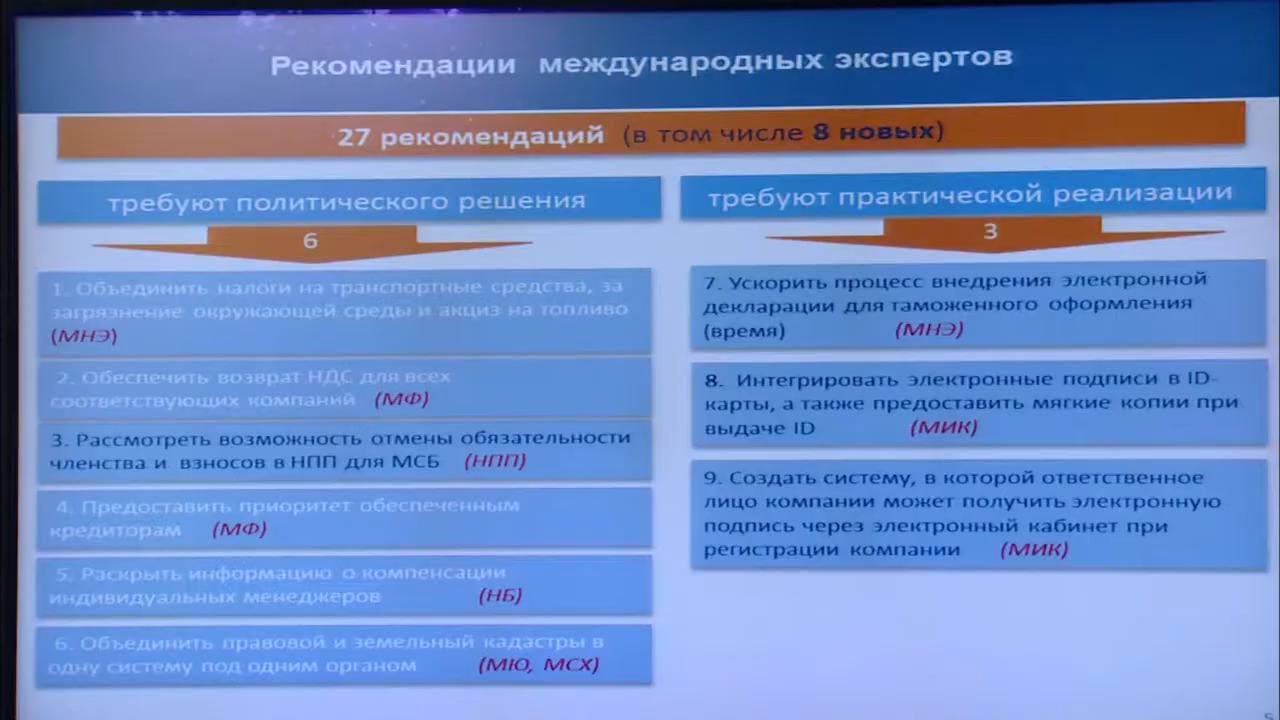 Рекомендации международных экспертов
27 рекомендаций (в том числе 8 новых)
требуют политического решения
6
1. Объединить налоги на транспортные средства, за
загрязнение окружающей среды и акциз на топливо
(МНЭ)
2. Обеспечить возврат НДС для всех
соответствующих компаний (МФ)
3. Рассмотреть возможность отмены обязательности
членства и взносов в НПП для МСБ (НПП)
4. Предоставить приоритет обеспеченным
кредиторам (МФ)
5. Раскрыть информацию о компенсации
индивидуальных менеджеров (НБ)
6. Объединить правовой и земельный кадастры в
одну систему под одним органом (МЮ, МСХ)
требуют практической реализации
3
7. Ускорить процесс внедрения электронной
декларации для таможенного оформления
(время) (МНЭ)
8. Интегрировать электронные подписи в ID-
карты, а также предоставить мягкие копии при
выдаче ID (МИК)
9. Создать систему, в которой ответственное
лицо компании может получить электронную
подпись через электронный кабинет при
регистрации компании (МИК)